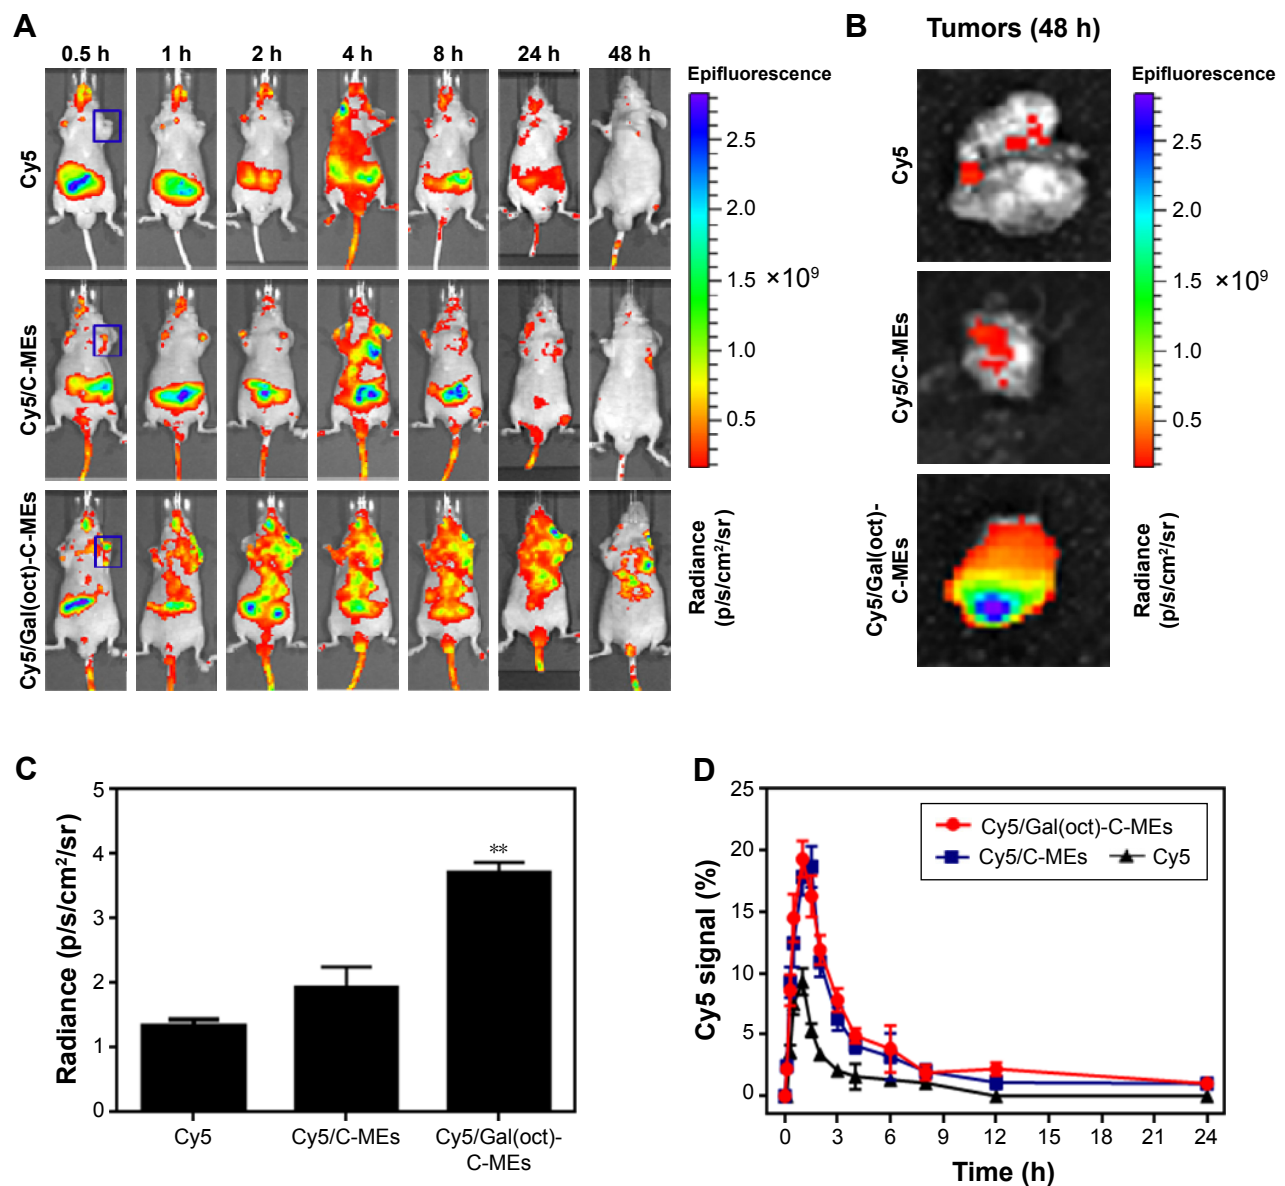 A
0.5 h 1 h 2 h 4 h 8 h 24 h 48 h
Cy5
Cy5/C-MEs
Cy5/Gal(oct)-C-MEs
Epifluorescence
2.5
2.0
1.5
×10⁹
1.0
0.5
Radiance
(p/s/cm²/sr)
B
Tumors (48 h)
Cy5
Cy5/C-MEs
Cy5/Gal(oct)-
C-MEs
Epifluorescence
2.5
2.0
1.5
×10⁹
1.0
0.5
Radiance
(p/s/cm²/sr)
C
Radiance (p/s/cm²/sr)
5
4
3
2
1
0
**
Cy5
Cy5/C-MEs
Cy5/Gal(oct)-
C-MEs
D
Cy5 signal (%)
25
20
15
10
5
0
Cy5/Gal(oct)-C-MEs
Cy5/C-MEs Cy5
0 3 6 9 12 15 18 21 24
Time (h)